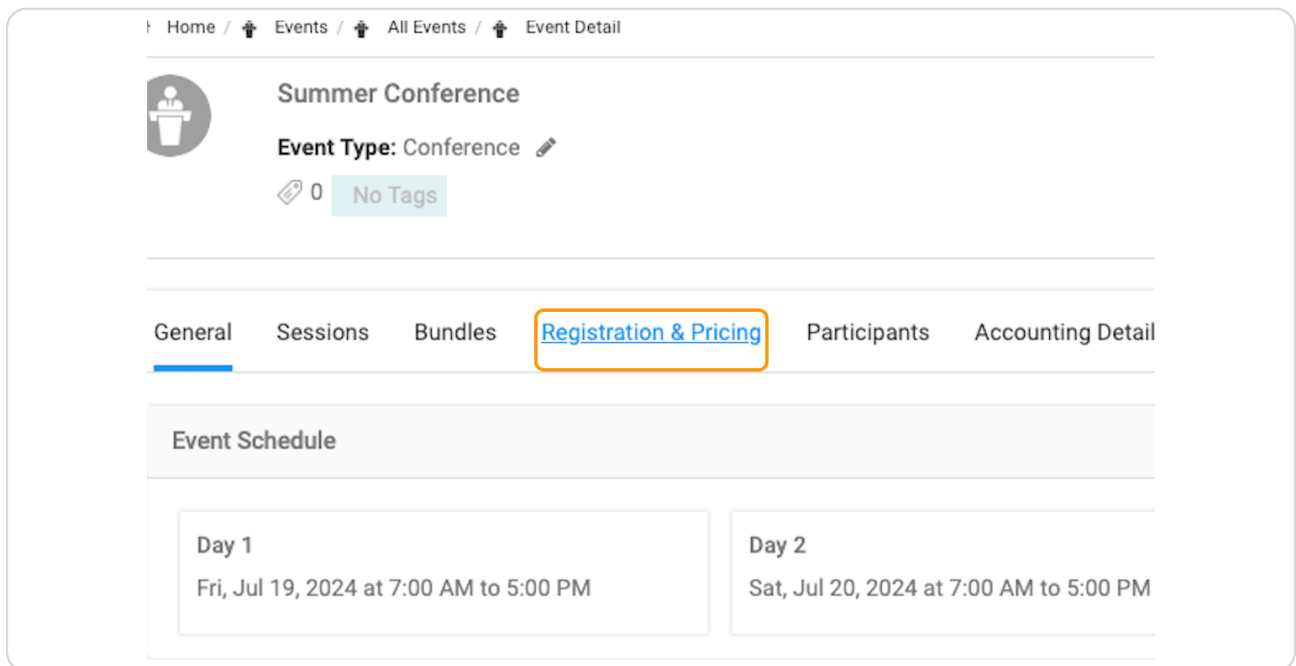 Home / Events / All Events / Event Detail
Summer Conference
Event Type: Conference
0 No Tags
General Sessions Bundles Registration & Pricing Participants Accounting Detail
Event Schedule
Day 1 Day 2
Fri, Jul 19, 2024 at 7:00 AM to 5:00 PM Sat, Jul 20, 2024 at 7:00 AM to 5:00 PM